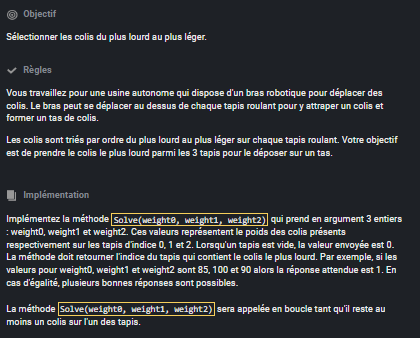 Objectif
Sélectionner les colis du plus lourd au plus léger.
Règles
Vous travaillez pour une usine autonome qui dispose d'un bras robotique pour déplacer des
colis. Le bras peut se déplacer au dessus de chaque tapis roulant pour y attraper un colis et
former un tas de colis.
Les colis sont triés par ordre du plus lourd au plus léger sur chaque tapis roulant. Votre objectif
est de prendre le colis le plus lourd parmi les 3 tapis pour le déposer sur un tas.
Implémentation
Implémentez la méthode Solve(weight0, weight1, weight2) qui prend en argument 3 entiers
: weight0, weight1 et weight2. Ces valeurs représentent le poids des colis présents
respectivement sur les tapis d'indice 0, 1 et 2. Lorsqu'un tapis est vide, la valeur envoyée est 0.
La méthode doit retourner l'indice du tapis qui contient le colis le plus lourd. Par exemple, si les
valeurs pour weight0, weight1 et weight2 sont 85, 100 et 90 alors la réponse attendue est 1. En
cas d'égalité, plusieurs bonnes réponses sont possibles.
La méthode Solve(weight0, weight1, weight2) sera appelée en boucle tant qu'il reste au
moins un colis sur l'un des tapis.